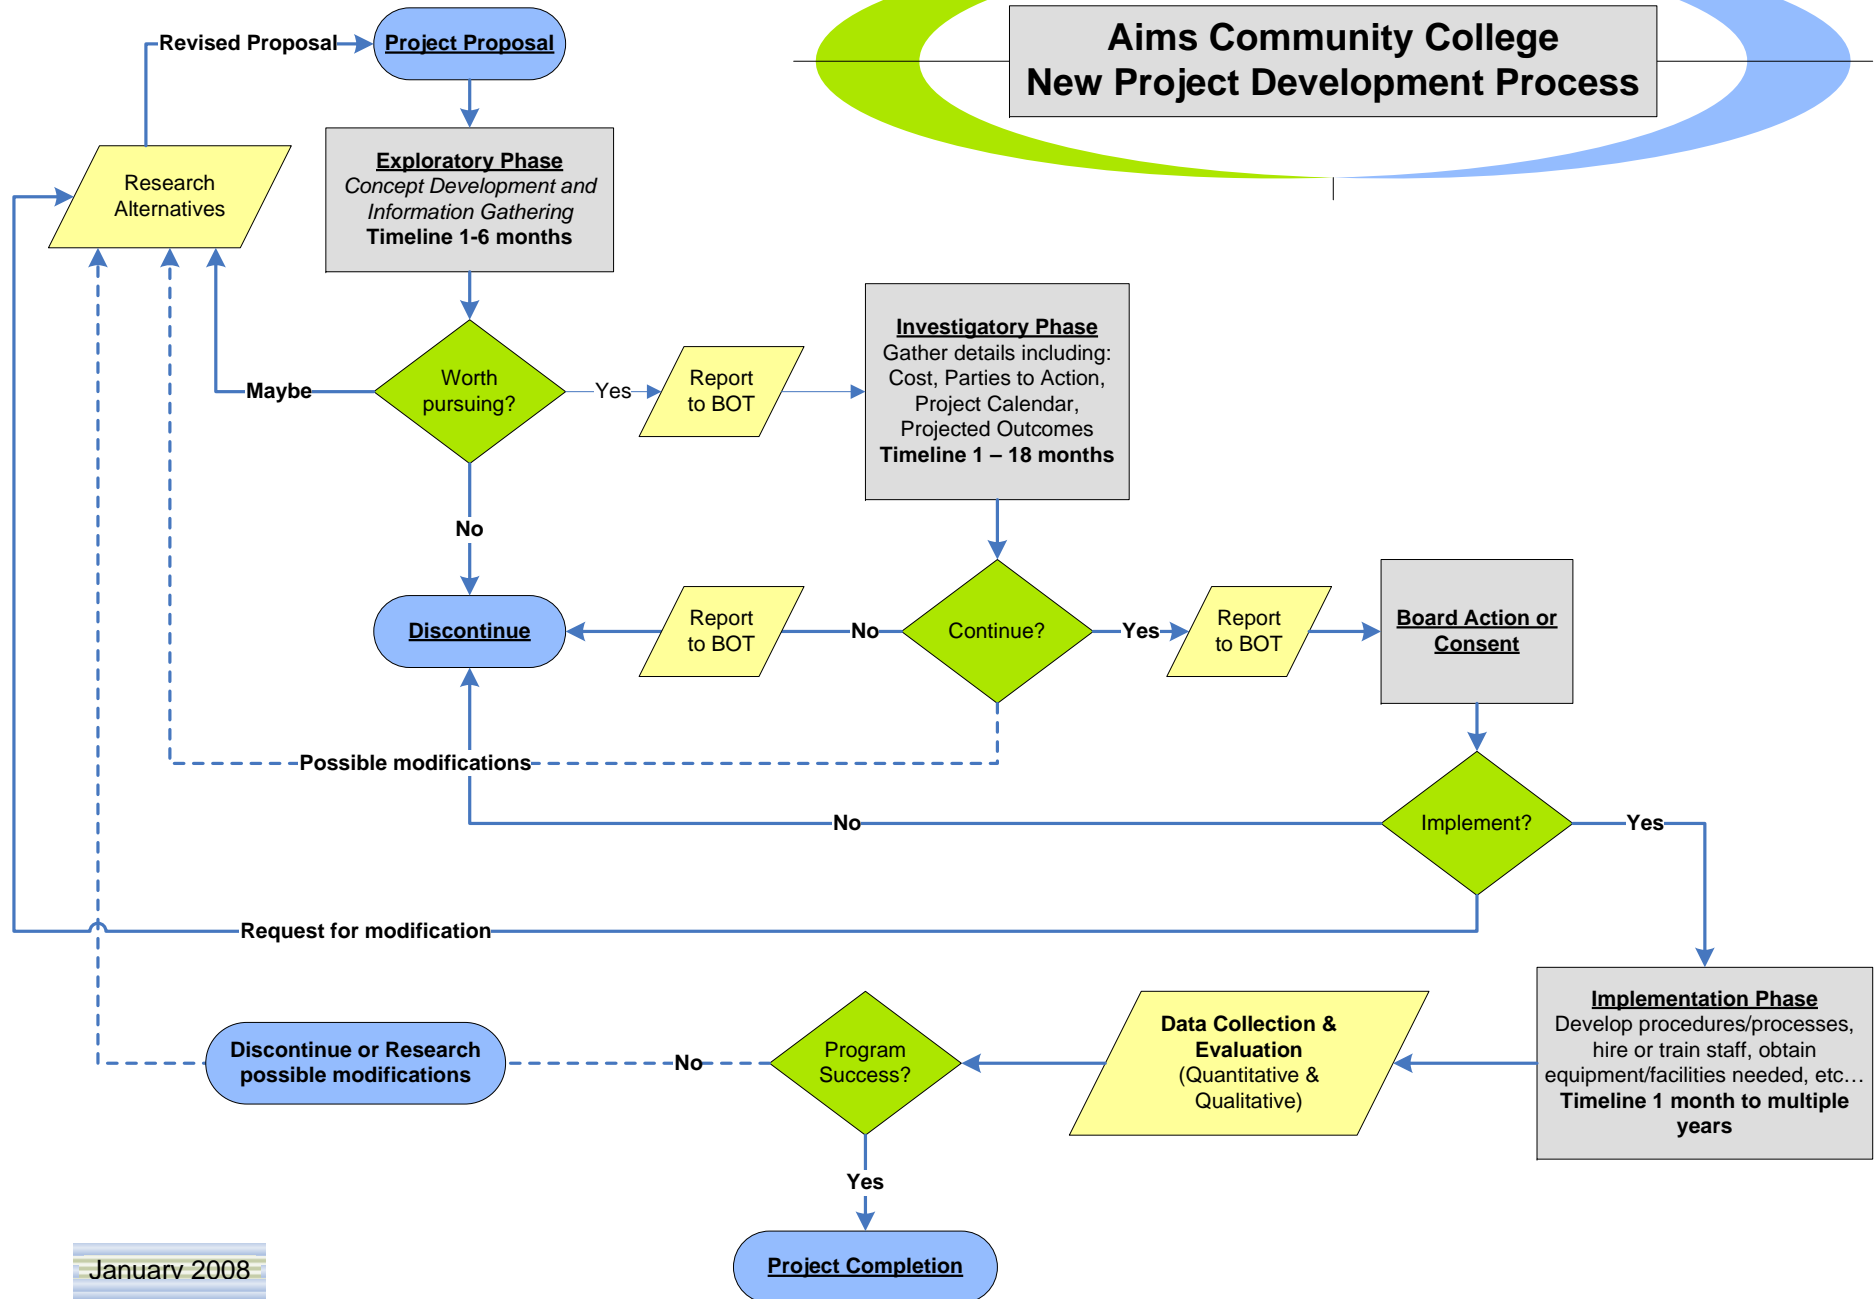 Aims Community College
New Project Development Process
Revised Proposal
Project Proposal
Exploratory Phase
Concept Development and
Information Gathering
Timeline 1-6 months
Research
Alternatives
Investigatory Phase
Gather details including:
Cost, Parties to Action,
Project Calendar,
Projected Outcomes
Timeline 1 – 18 months
Maybe
Worth
pursuing?
Yes
Report
to BOT
No
Discontinue
Report
to BOT
No
Continue?
Yes
Report
to BOT
Board Action or
Consent
Possible modifications
No
Implement?
Yes
Request for modification
Implementation Phase
Develop procedures/processes,
hire or train staff, obtain
equipment/facilities needed, etc…
Timeline 1 month to multiple
years
Data Collection &
Evaluation
(Quantitative &
Qualitative)
Program
Success?
No
Discontinue or Research
possible modifications
Yes
Project Completion
January 2008